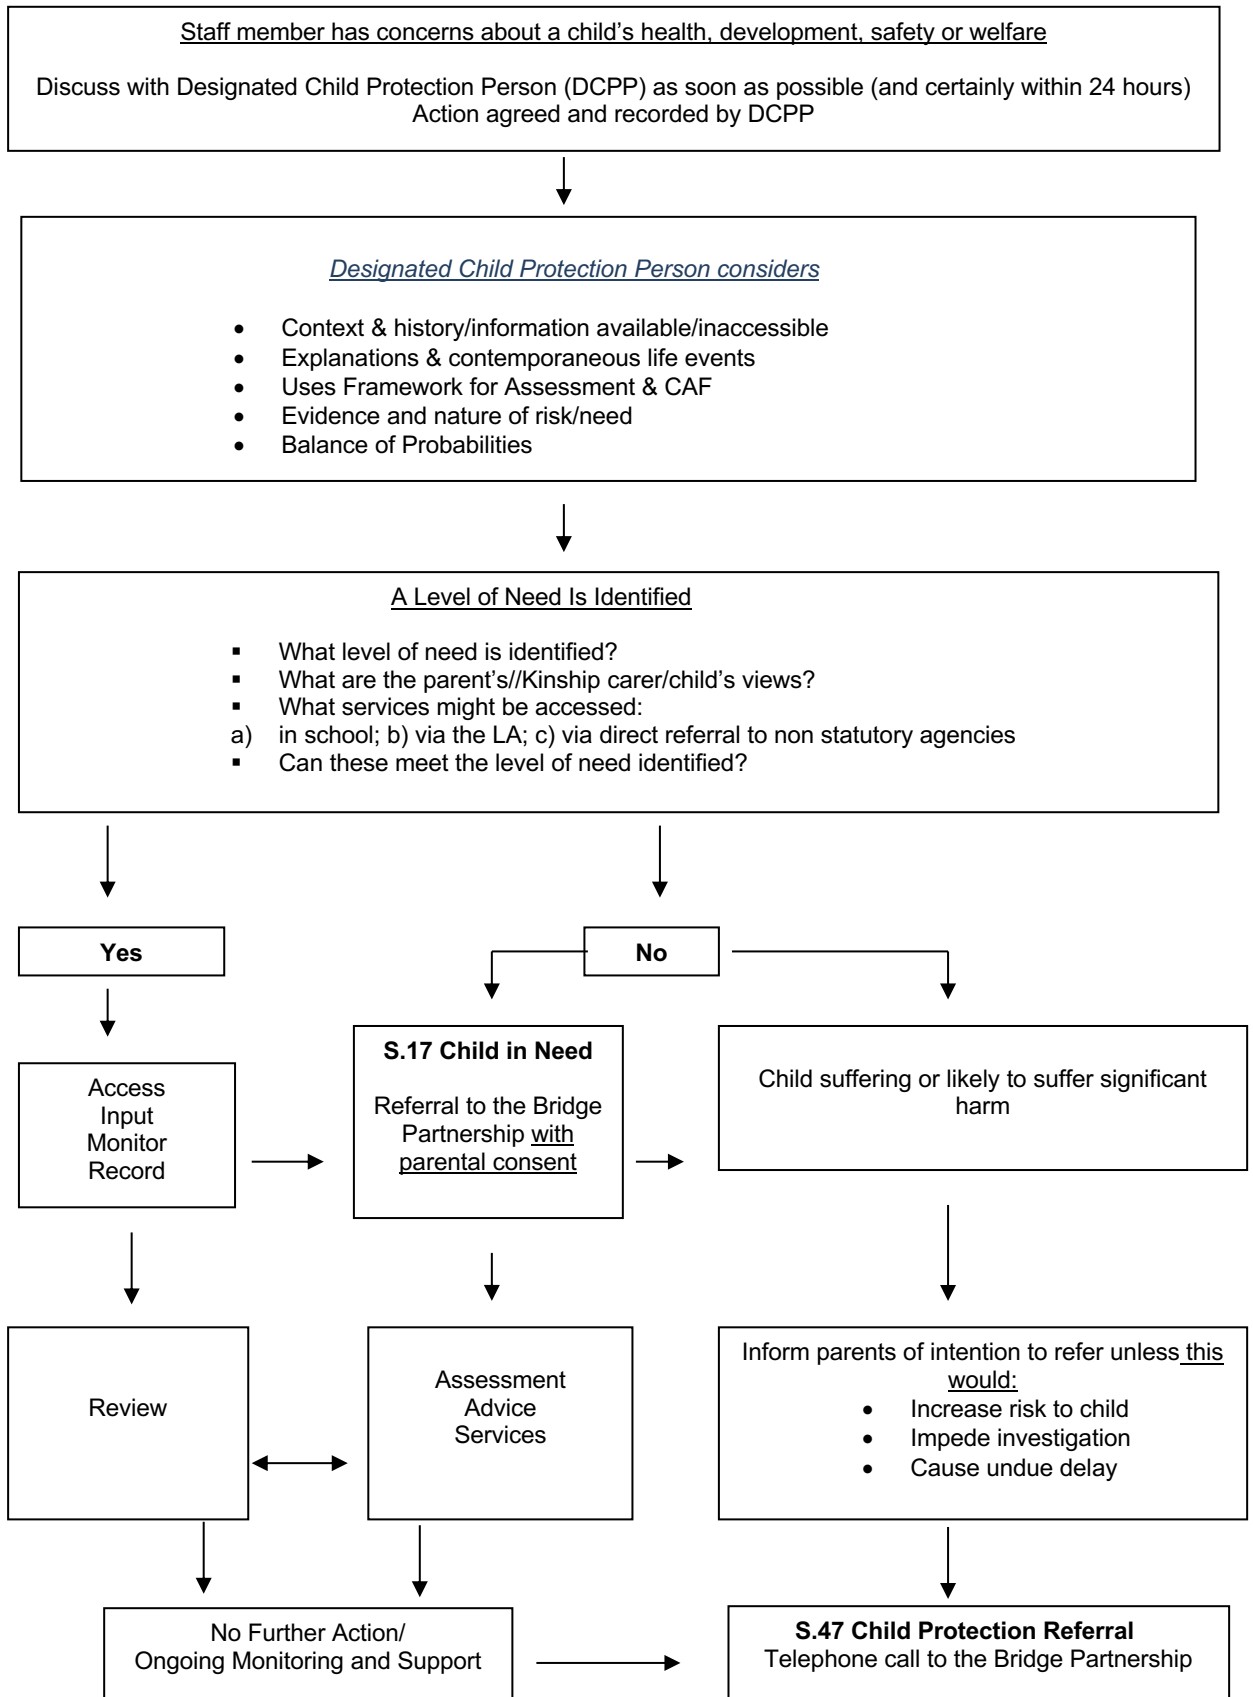 Staff member has concerns about a child's health, development, safety or welfare
Discuss with Designated Child Protection Person (DCPP) as soon as possible (and certainly within 24 hours)
Action agreed and recorded by DCPP
Designated Child Protection Person considers
• Context & history/information available/inaccessible
• Explanations & contemporaneous life events
• Uses Framework for Assessment & CAF
• Evidence and nature of risk/need
• Balance of Probabilities
A Level of Need Is Identified
▪ What level of need is identified?
▪ What are the parent's//Kinship carer/child's views?
▪ What services might be accessed:
a) in school; b) via the LA; c) via direct referral to non statutory agencies
▪ Can these meet the level of need identified?
Yes
No
Access
Input
Monitor
Record
S.17 Child in Need
Referral to the Bridge
Partnership with
parental consent
Child suffering or likely to suffer significant
harm
Review
Assessment
Advice
Services
Inform parents of intention to refer unless this
would:
• Increase risk to child
• Impede investigation
• Cause undue delay
No Further Action/
Ongoing Monitoring and Support
S.47 Child Protection Referral
Telephone call to the Bridge Partnership